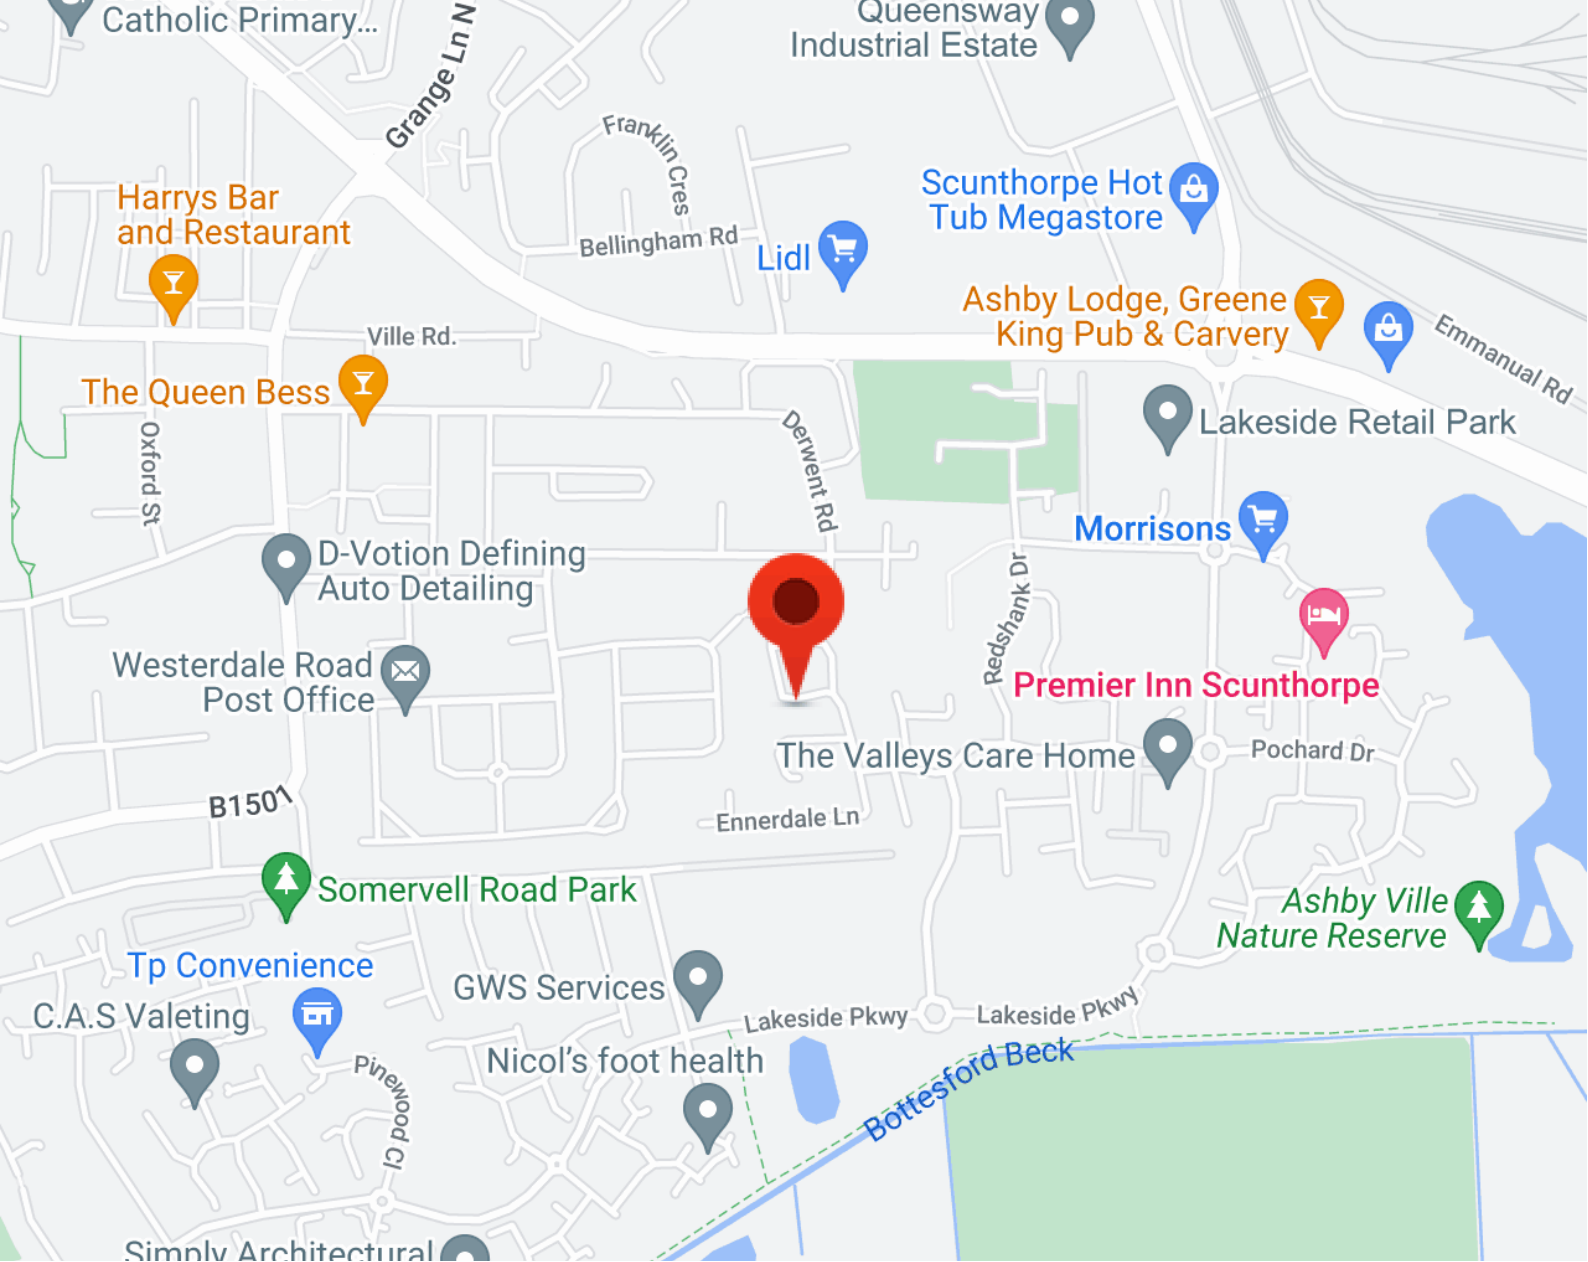 Catholic Primary...
Grange Ln N
Queensway
Industrial Estate
Franklin Cres
Harrys Bar
and Restaurant
Scunthorpe Hot
Tub Megastore
Bellingham Rd
Lidl
Ashby Lodge, Greene
King Pub & Carvery
Emmanual Rd
Ville Rd.
The Queen Bess
Lakeside Retail Park
Oxford St
Derwent Rd
Morrisons
D-Votion Defining
Auto Detailing
Redshank Dr
Westerdale Road
Post Office
Premier Inn Scunthorpe
The Valleys Care Home
Pochard Dr
B1501
Ennerdale Ln
Somervell Road Park
Ashby Ville
Nature Reserve
Tp Convenience
GWS Services
C.A.S Valeting
Lakeside Pkwy
Lakeside Pkwy
Nicol's foot health
Bottesford Beck
Pinewood Cl
Simply Architectural